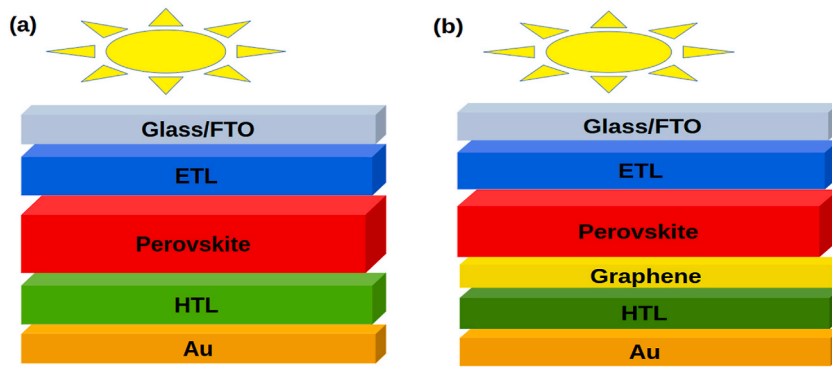 (a)
Glass/FTO
ETL
Perovskite
HTL
Au
(b)
Glass/FTO
ETL
Perovskite
Graphene
HTL
Au